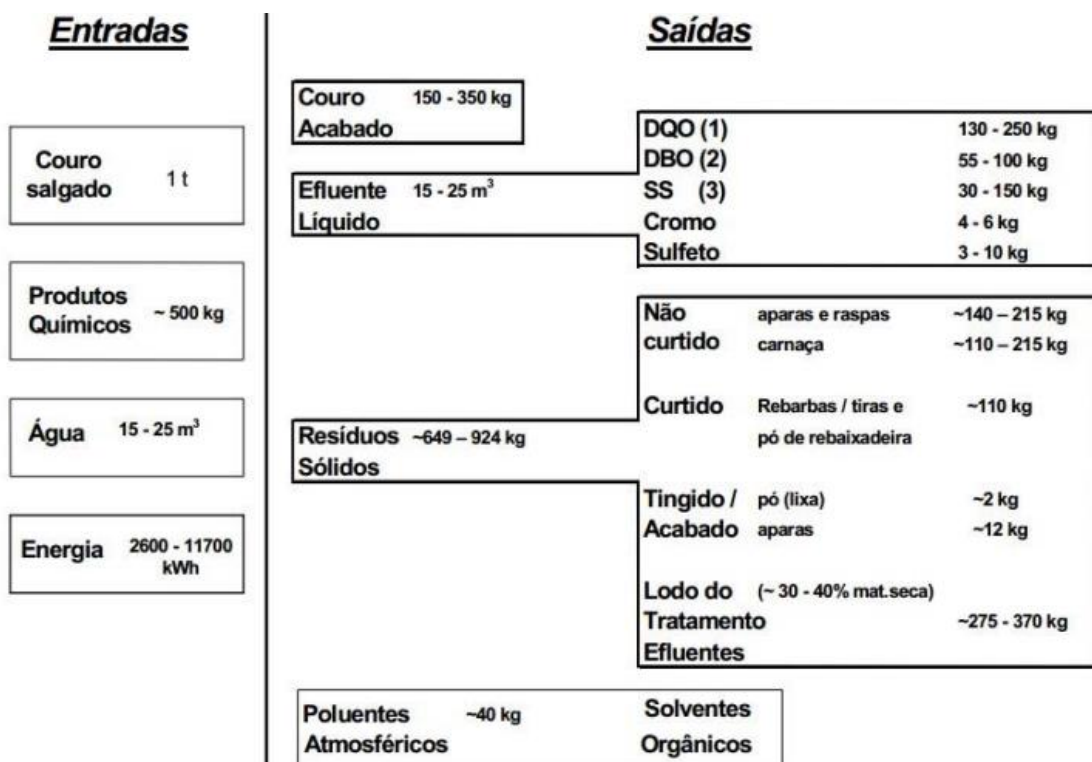 Entradas
Couro
salgado 1 t
Produtos
Químicos ~ 500 kg
Água 15 - 25 m³
Energia 2600 - 11700
kWh
Saídas
Couro 150 - 350 kg
Acabado
Efluente 15 - 25 m³
Líquido
DQO (1) 130 - 250 kg
DBO (2) 55 - 100 kg
SS (3) 30 - 150 kg
Cromo 4 - 6 kg
Sulfeto 3 - 10 kg
Resíduos ~649 – 924 kg
Sólidos
Não aparas e raspas ~140 – 215 kg
curtido carnaça ~110 – 215 kg
Curtido Rebarbas / tiras e ~110 kg
pó de rebaixadeira
Tingido / pó (lixa) ~2 kg
Acabado aparas ~12 kg
Lodo do (~ 30 - 40% mat.seca)
Tratamento ~275 - 370 kg
Efluentes
Poluentes ~40 kg Solventes
Atmosféricos Orgânicos